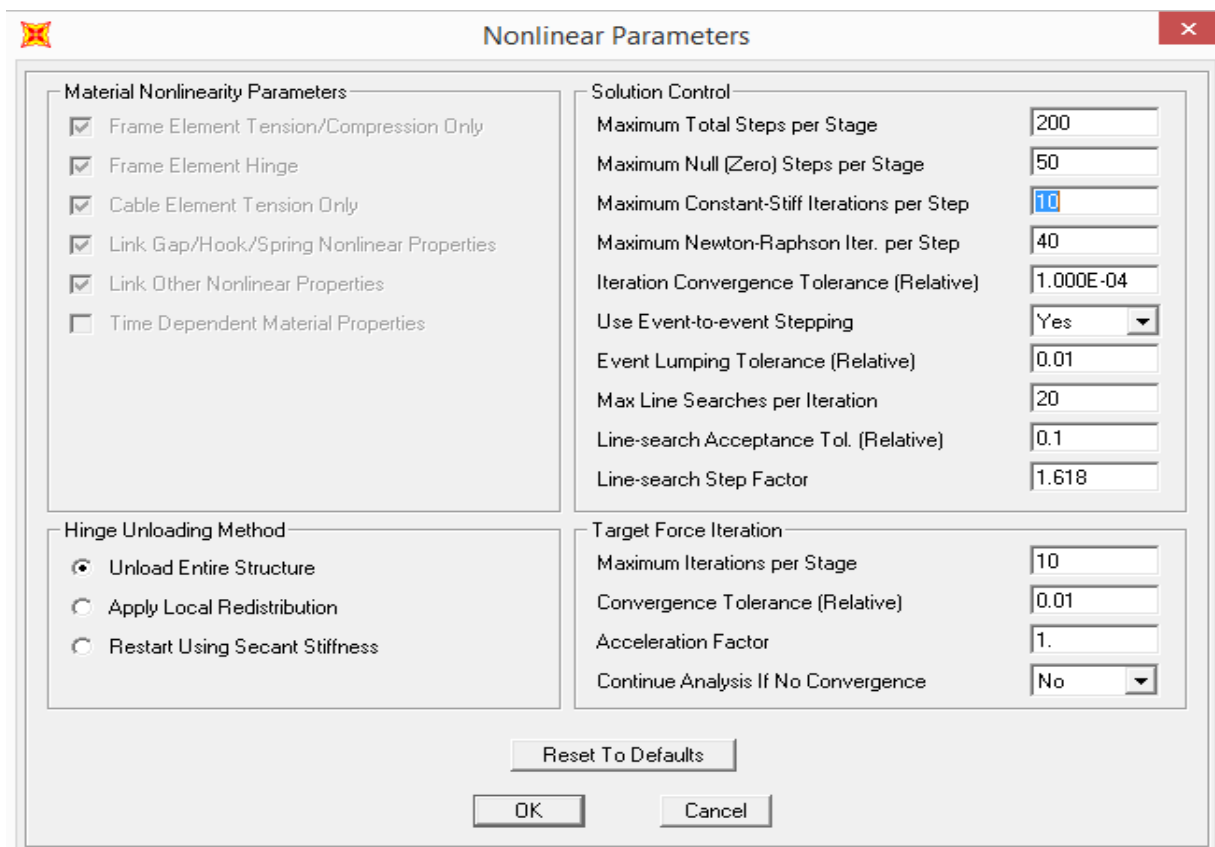 Nonlinear Parameters
Material Nonlinearity Parameters
Frame Element Tension/Compression Only
Frame Element Hinge
Cable Element Tension Only
Link Gap/Hook/Spring Nonlinear Properties
Link Other Nonlinear Properties
Time Dependent Material Properties
Solution Control
Maximum Total Steps per Stage 200
Maximum Null (Zero) Steps per Stage 50
Maximum Constant-Stiff Iterations per Step 10
Maximum Newton-Raphson Iter. per Step 40
Iteration Convergence Tolerance (Relative) 1.000E-04
Use Event-to-event Stepping Yes
Event Lumping Tolerance (Relative) 0.01
Max Line Searches per Iteration 20
Line-search Acceptance Tol. (Relative) 0.1
Line-search Step Factor 1.618
Hinge Unloading Method
Unload Entire Structure
Apply Local Redistribution
Restart Using Secant Stiffness
Target Force Iteration
Maximum Iterations per Stage 10
Convergence Tolerance (Relative) 0.01
Acceleration Factor 1.
Continue Analysis If No Convergence No
Reset To Defaults
OK Cancel